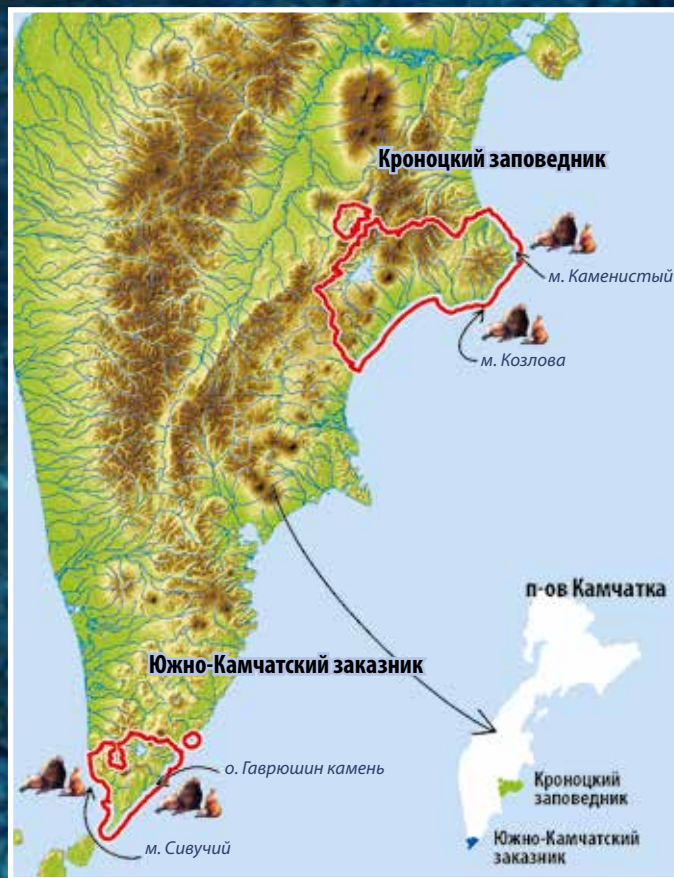 Кроноцкий заповедник
м. Каменистый
м. Козлова
п-ов Камчатка
Южно-Камчатский заказник
о. Гаврюшин камень
Кроноцкий
заповедник
м. Сивучий
Южно-Камчатский
заказник